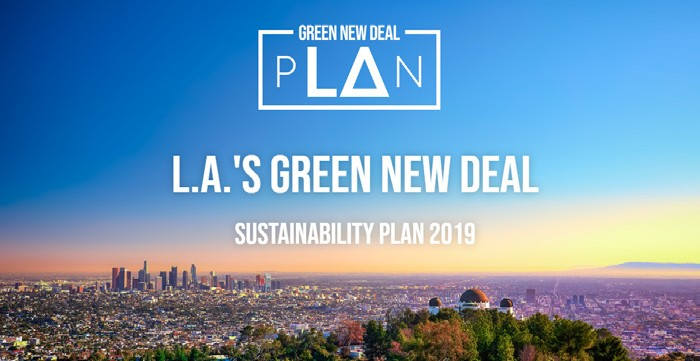 GREEN NEW DEAL
PLAN
L.A.'S GREEN NEW DEAL
SUSTAINABILITY PLAN 2019